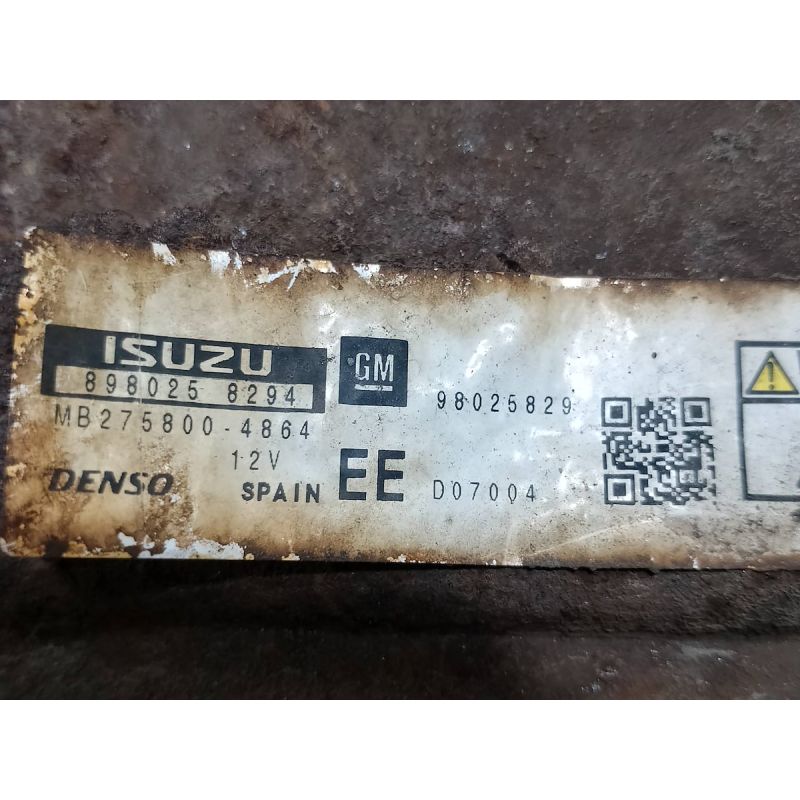 ISUZU
898025 8294
MB275800-4864
12V
DENSO SPAIN
GM
EE
98025829
D07004